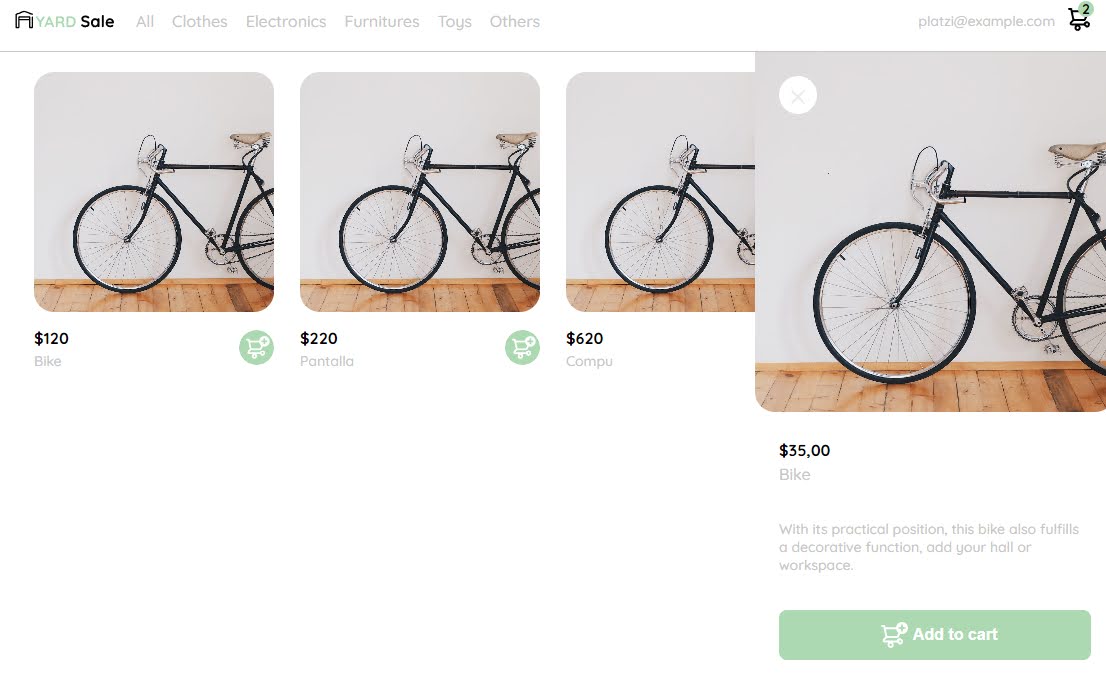 YARD Sale All Clothes Electronics Furnitures Toys Others platzi@example.com 2
$120
Bike
$220
Pantalla
$620
Compu
$35,00
Bike
With its practical position, this bike also fulfills
a decorative function, add your hall or
workspace.
Add to cart